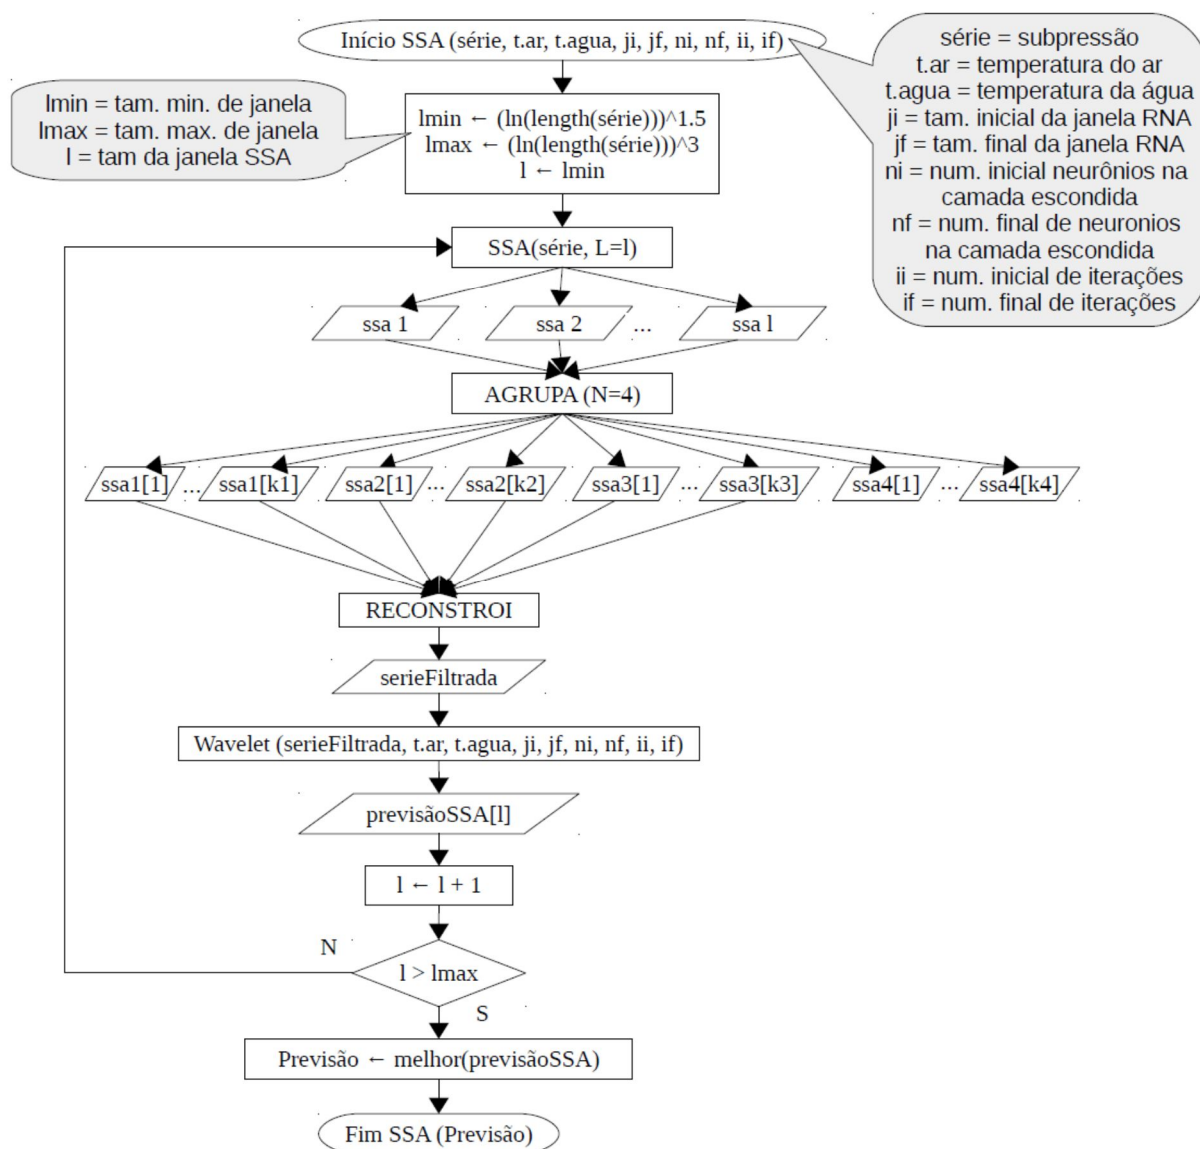 Início SSA (série, t.ar, t.agua, ji, jf, ni, nf, ii, if)
série = subpressão
t.ar = temperatura do ar
t.agua = temperatura da água
ji = tam. inicial da janela RNA
jf = tam. final da janela RNA
ni = num. inicial neurônios na
camada escondida
nf = num. final de neuronios
na camada escondida
ii = num. inicial de iterações
if = num. final de iterações
lmin = tam. min. de janela
lmax = tam. max. de janela
l = tam da janela SSA
lmin ← (ln(length(série)))^1.5
lmax ← (ln(length(série)))^3
l ← lmin
SSA(série, L=l)
ssa 1 ssa 2 ... ssa l
AGRUPA (N=4)
ssa1[1] ... ssa1[k1] ssa2[1] ... ssa2[k2] ssa3[1] ... ssa3[k3] ssa4[1] ... ssa4[k4]
RECONSTROI
serieFiltrada
Wavelet (serieFiltrada, t.ar, t.agua, ji, jf, ni, nf, ii, if)
previsãoSSA[l]
l ← l + 1
N
l > lmax
S
Previsão ← melhor(previsãoSSA)
Fim SSA (Previsão)